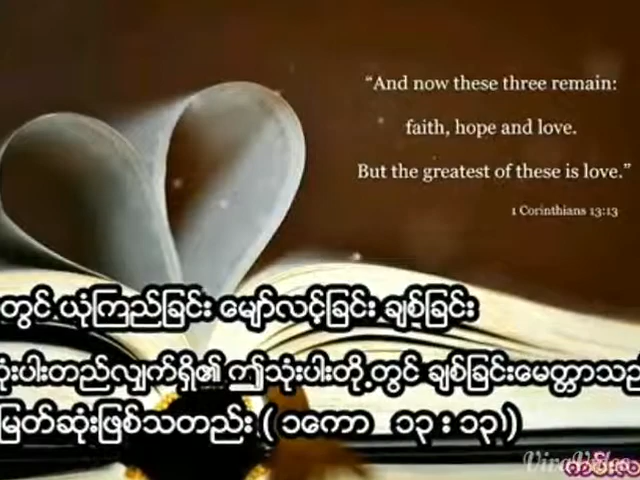 “And now these three remain:
faith, hope and love.
But the greatest of these is love.”
1 Corinthians 13:13
တွင် ယုံကြည်ခြင်း မျှော်လင့်ခြင်း ချစ်ခြင်း
သုံးပါးတည်လျှက်ရှိ၏ ဤသုံးပါးတို့တွင် ချစ်ခြင်းမေတ္တာသည်
မြတ်ဆုံးဖြစ်သတည်း ( ၁ကော ၁၃ : ၁၃ )
VivaVideo